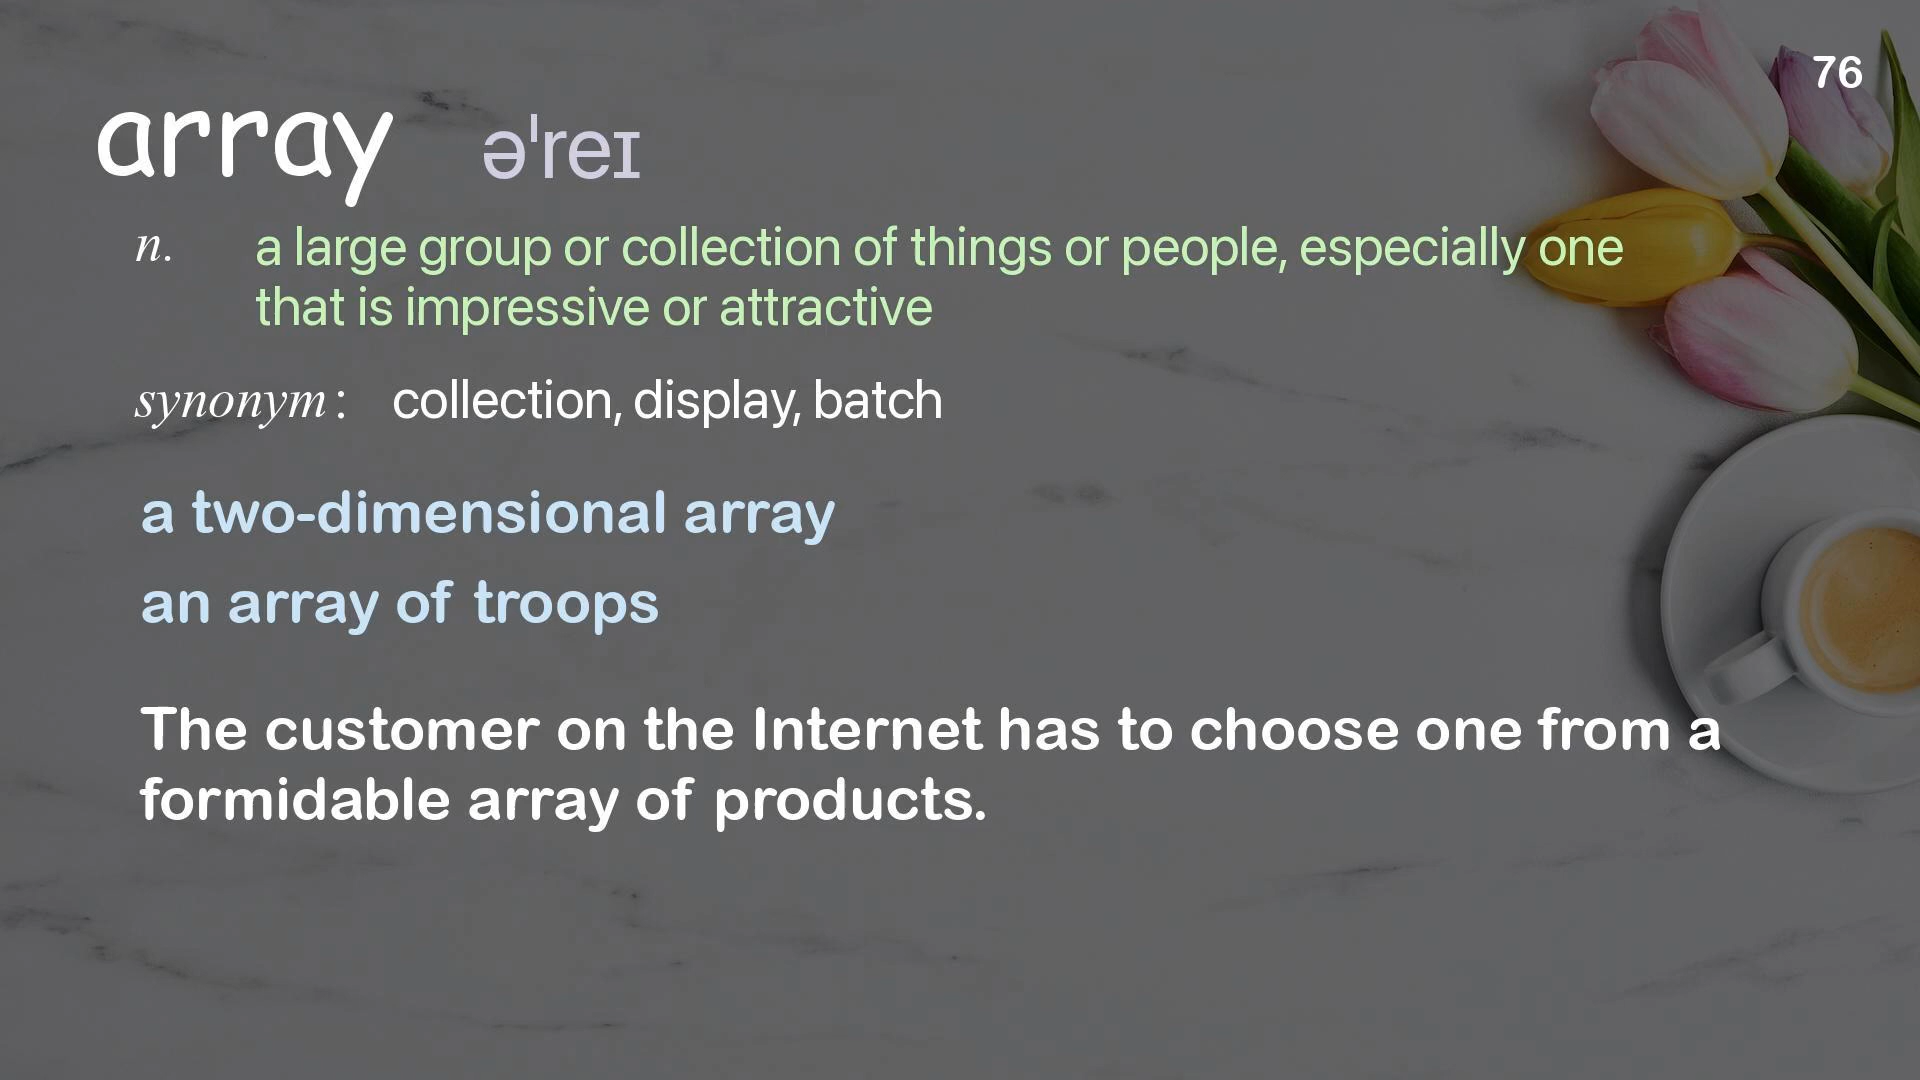 76
array əˈreɪ
n. a large group or collection of things or people, especially one
that is impressive or attractive
synonym: collection, display, batch
a two-dimensional array
an array of troops
The customer on the Internet has to choose one from a
formidable array of products.